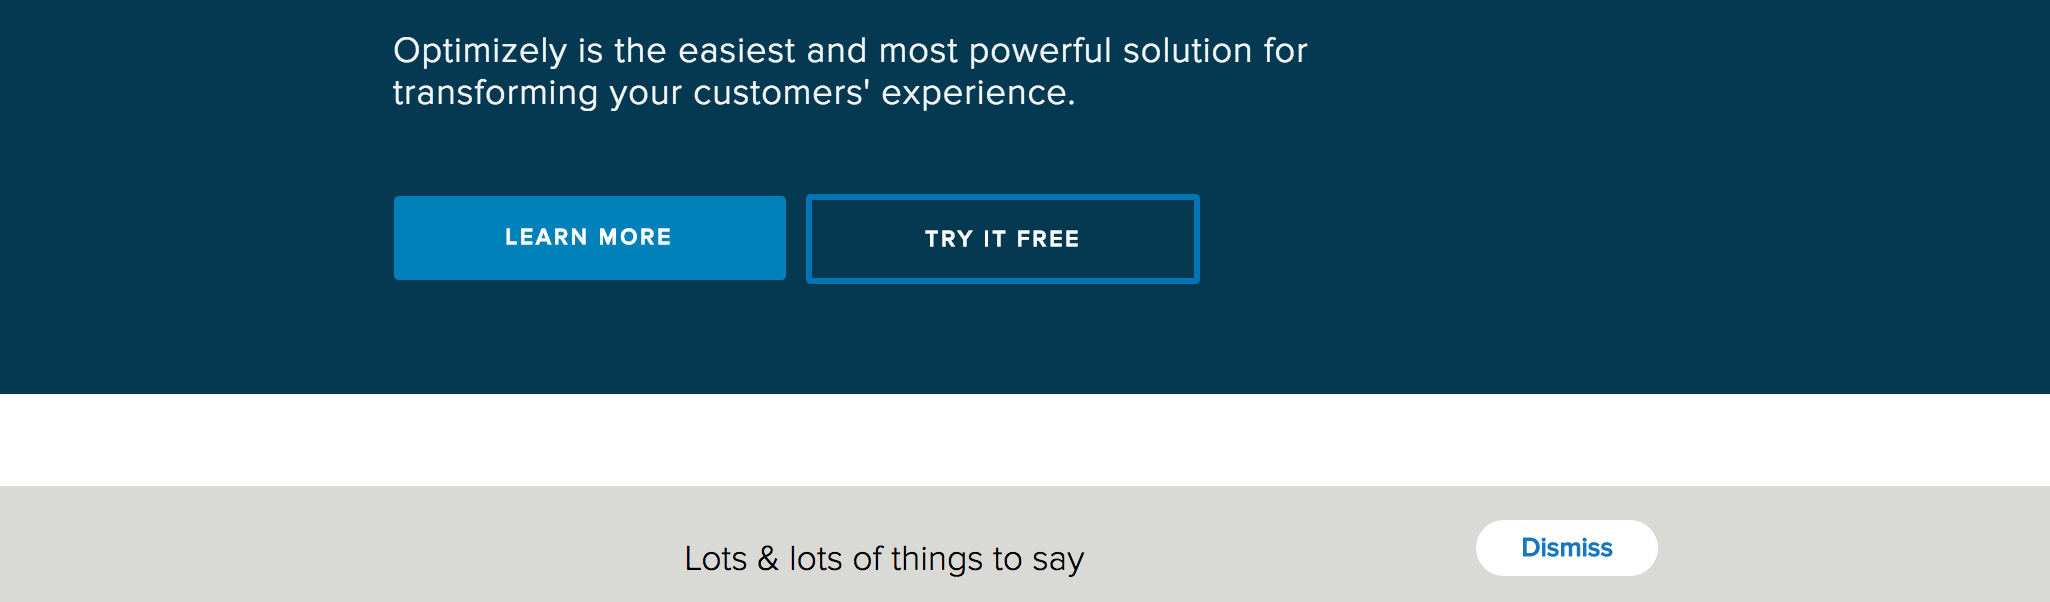 Optimizely is the easiest and most powerful solution for
transforming your customers' experience.
LEARN MORE
TRY IT FREE
Lots & lots of things to say
Dismiss